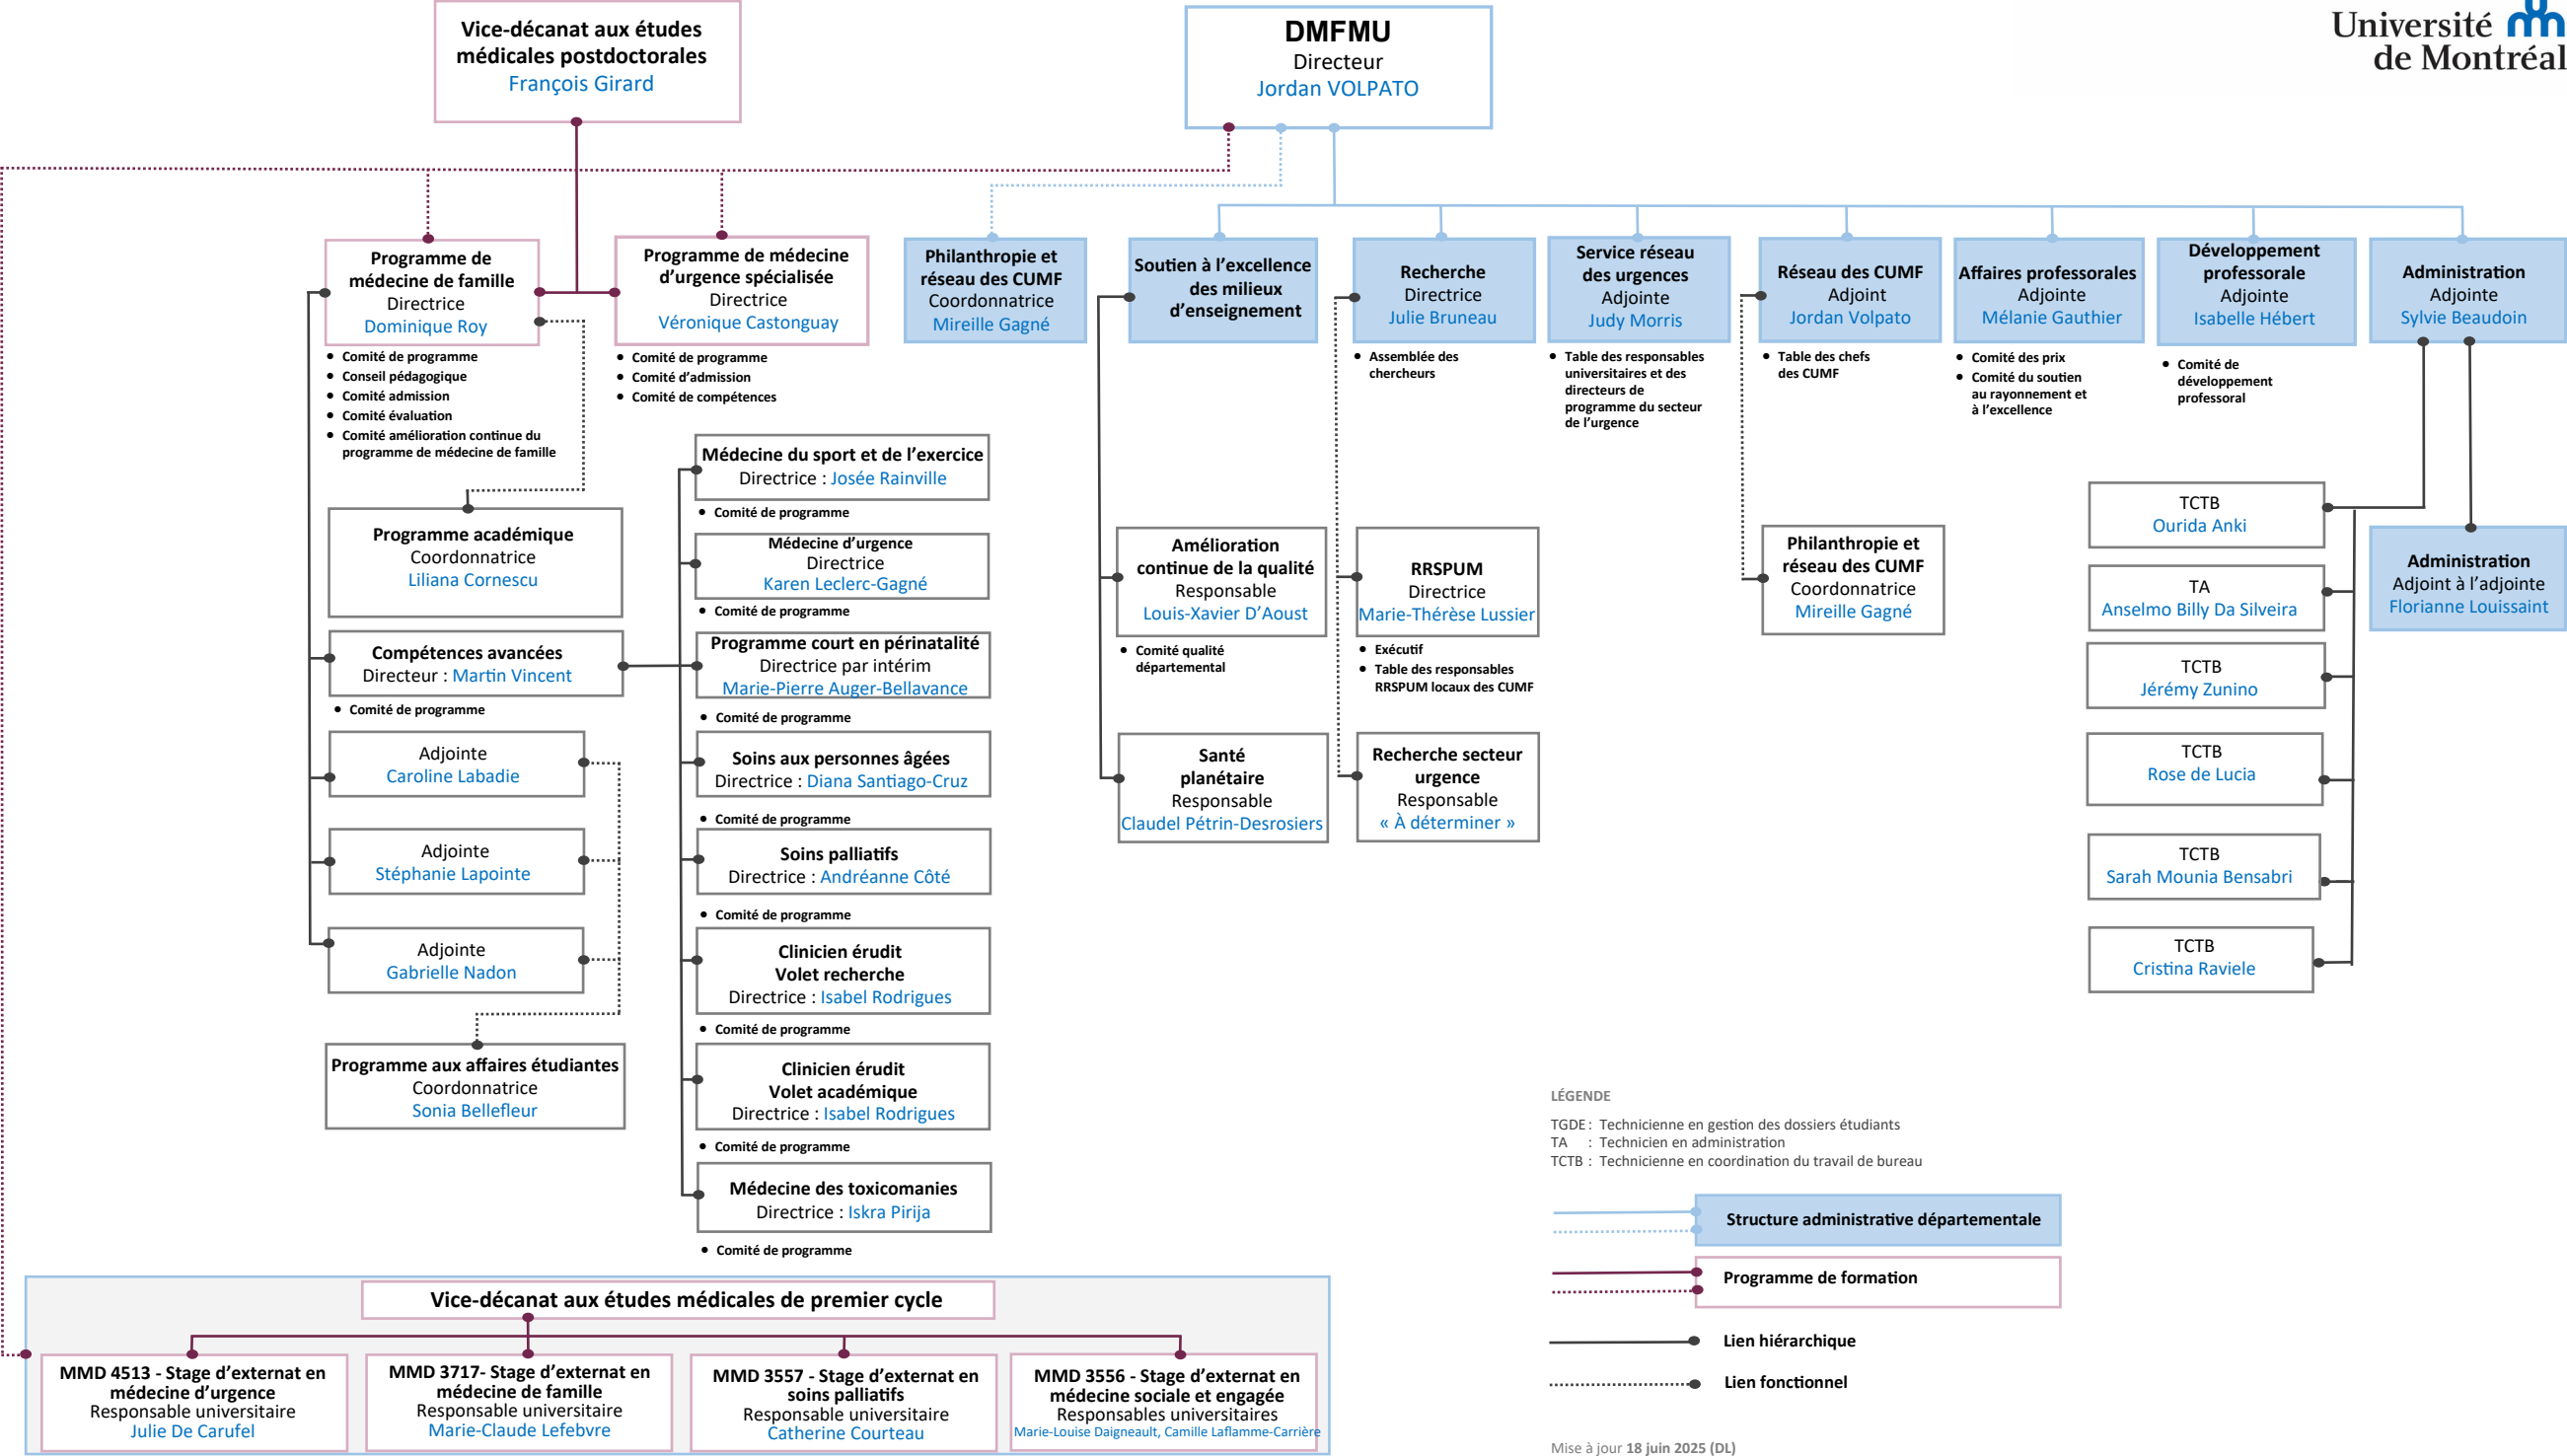 Vice-décanat aux études
médicales postdoctorales
François Girard
DMFMU
Directeur
Jordan VOLPATO
Université
de Montréal
Programme de
médecine de famille
Directrice
Dominique Roy
• Comité de programme
• Conseil pédagogique
• Comité admission
• Comité évaluation
• Comité amélioration continue du
programme de médecine de famille
Programme de médecine
d’urgence spécialisée
Directrice
Véronique Castonguay
• Comité de programme
• Comité d’admission
• Comité de compétences
Philanthropie et
réseau des CUMF
Coordonnatrice
Mireille Gagné
Soutien à l’excellence
des milieux
d’enseignement
Recherche
Directrice
Julie Bruneau
• Assemblée des
chercheurs
Service réseau
des urgences
Adjointe
Judy Morris
• Table des responsables
universitaires et des
directeurs de
programme du secteur
de l’urgence
Réseau des CUMF
Adjoint
Jordan Volpato
• Table des chefs
des CUMF
Affaires professorales
Adjointe
Mélanie Gauthier
• Comité des prix
• Comité du soutien
au rayonnement et
à l’excellence
Développement
professorale
Adjointe
Isabelle Hébert
• Comité de
développement
professoral
Administration
Adjointe
Sylvie Beaudoin
Programme académique
Coordonnatrice
Liliana Cornescu
Compétences avancées
Directeur : Martin Vincent
• Comité de programme
Adjointe
Caroline Labadie
Adjointe
Stéphanie Lapointe
Adjointe
Gabrielle Nadon
Programme aux affaires étudiantes
Coordonnatrice
Sonia Bellefleur
Médecine du sport et de l’exercice
Directrice : Josée Rainville
• Comité de programme
Médecine d’urgence
Directrice
Karen Leclerc-Gagné
• Comité de programme
Programme court en périnatalité
Directrice par intérim
Marie-Pierre Auger-Bellavance
• Comité de programme
Soins aux personnes âgées
Directrice : Diana Santiago-Cruz
• Comité de programme
Soins palliatifs
Directrice : Andréanne Côté
• Comité de programme
Clinicien érudit
Volet recherche
Directrice : Isabel Rodrigues
• Comité de programme
Clinicien érudit
Volet académique
Directrice : Isabel Rodrigues
• Comité de programme
Médecine des toxicomanies
Directrice : Iskra Pirija
• Comité de programme
Amélioration
continue de la qualité
Responsable
Louis-Xavier D’Aoust
• Comité qualité
départemental
Santé
planétaire
Responsable
Claudel Pétrin-Desrosiers
RRSPUM
Directrice
Marie-Thérèse Lussier
• Exécutif
• Table des responsables
RRSPUM locaux des CUMF
Recherche secteur
urgence
Responsable
« À déterminer »
Philanthropie et
réseau des CUMF
Coordonnatrice
Mireille Gagné
TCTB
Ourida Anki
TA
Anselmo Billy Da Silveira
TCTB
Jérémy Zunino
TCTB
Rose de Lucia
TCTB
Sarah Mounia Bensabri
TCTB
Cristina Raviele
Administration
Adjoint à l’adjointe
Florianne Louissaint
Vice-décanat aux études médicales de premier cycle
MMD 4513 - Stage d’externat en
médecine d’urgence
Responsable universitaire
Julie De Carufel
MMD 3717- Stage d’externat en
médecine de famille
Responsable universitaire
Marie-Claude Lefebvre
MMD 3557 - Stage d’externat en
soins palliatifs
Responsable universitaire
Catherine Courteau
MMD 3556 - Stage d’externat en
médecine sociale et engagée
Responsables universitaires
Marie-Louise Daigneault, Camille Laflamme-Carrière
LÉGENDE
TGDE : Technicienne en gestion des dossiers étudiants
TA : Technicien en administration
TCTB : Technicienne en coordination du travail de bureau
Structure administrative départementale
Programme de formation
Lien hiérarchique
Lien fonctionnel
Mise à jour 18 juin 2025 (DL)